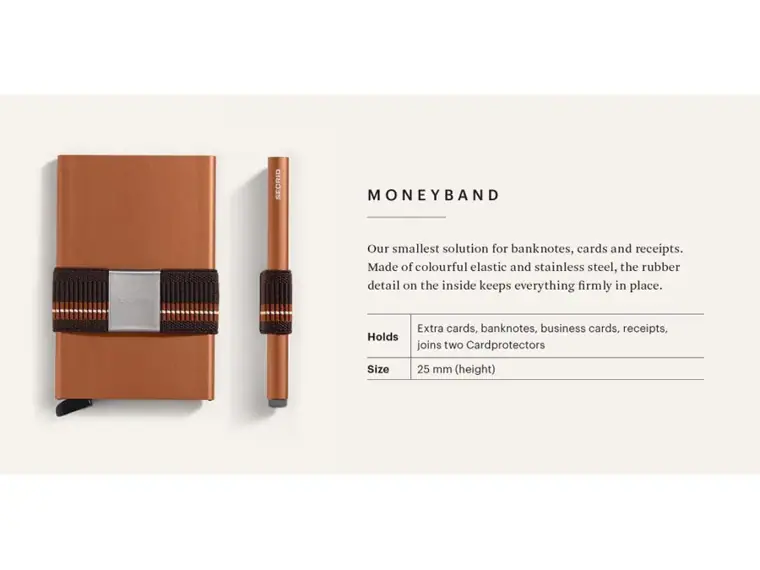 SECRID
MONEYBAND
Our smallest solution for banknotes, cards and receipts.
Made of colourful elastic and stainless steel, the rubber
detail on the inside keeps everything firmly in place.
Holds
Extra cards, banknotes, business cards, receipts,
joins two Cardprotectors
Size
25 mm (height)